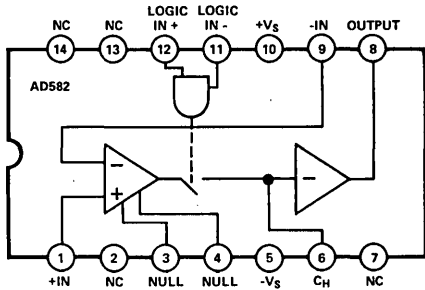 NC NC LOGIC IN + LOGIC IN - +VS -IN OUTPUT
14 13 12 11 10 9 8
AD582
−
+
−
1 2 3 4 5 6 7
+IN NC NULL NULL -VS CH NC